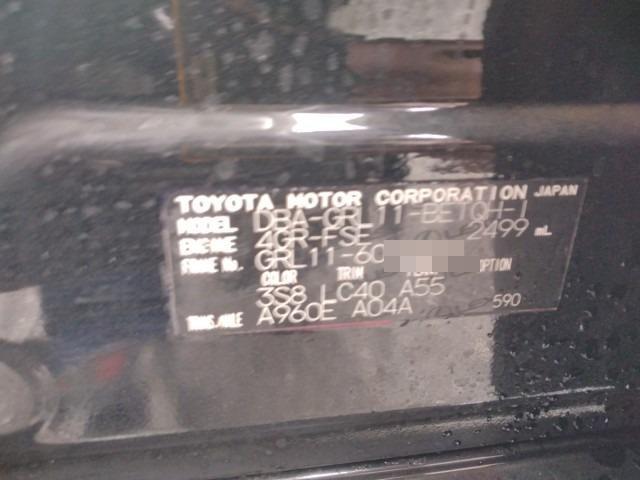 TOYOTA MOTOR CORPORATION JAPAN
MODEL DBA-GRL11-BETQH-I
ENGINE 4GR-FSE 2499 mL
FRAME No. GRL11-60
COLOR TRIM OPTION
3S8 LC40 A55
TRANS./AXLE A960E A04A 590